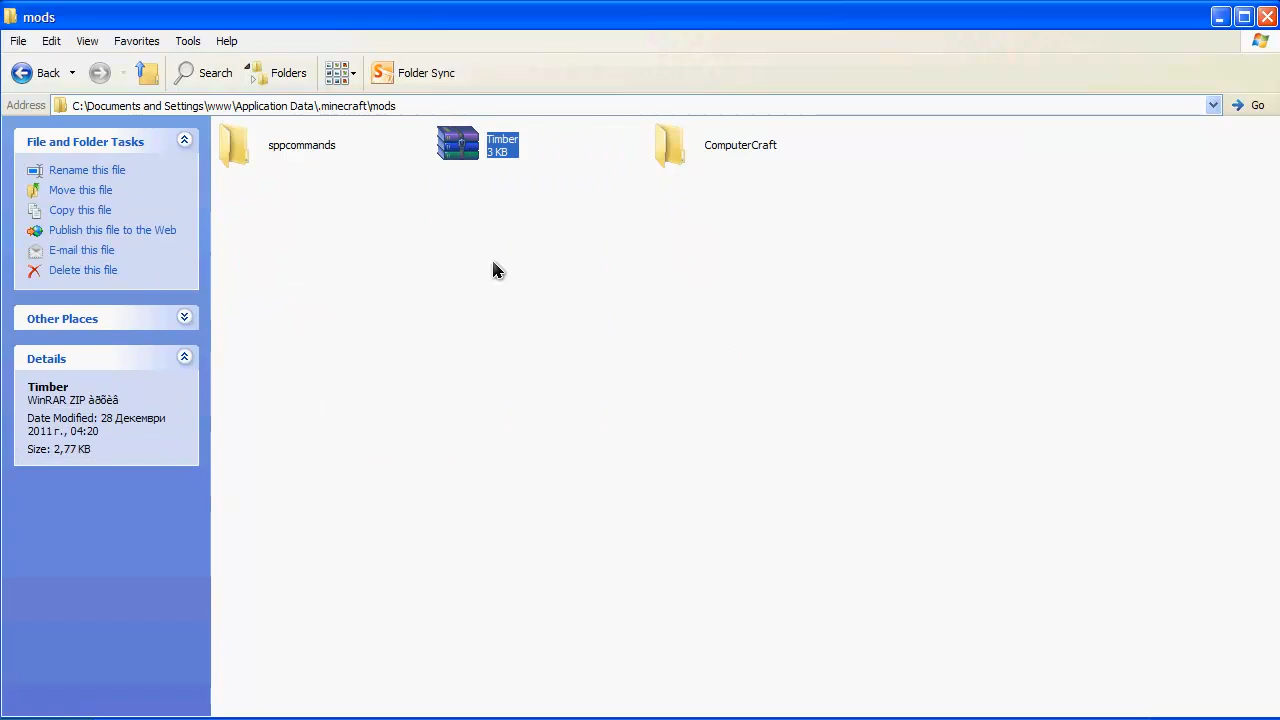 mods
File Edit View Favorites Tools Help
Back Search Folders Folder Sync
Address C:\Documents and Settings\www\Application Data\.minecraft\mods Go
File and Folder Tasks
Rename this file
Move this file
Copy this file
Publish this file to the Web
E-mail this file
Delete this file
Other Places
Details
Timber
WinRAR ZIP àðõèâ
Date Modified: 28 Декември
2011 г., 04:20
Size: 2,77 KB
sppcommands
Timber
3 KB
ComputerCraft